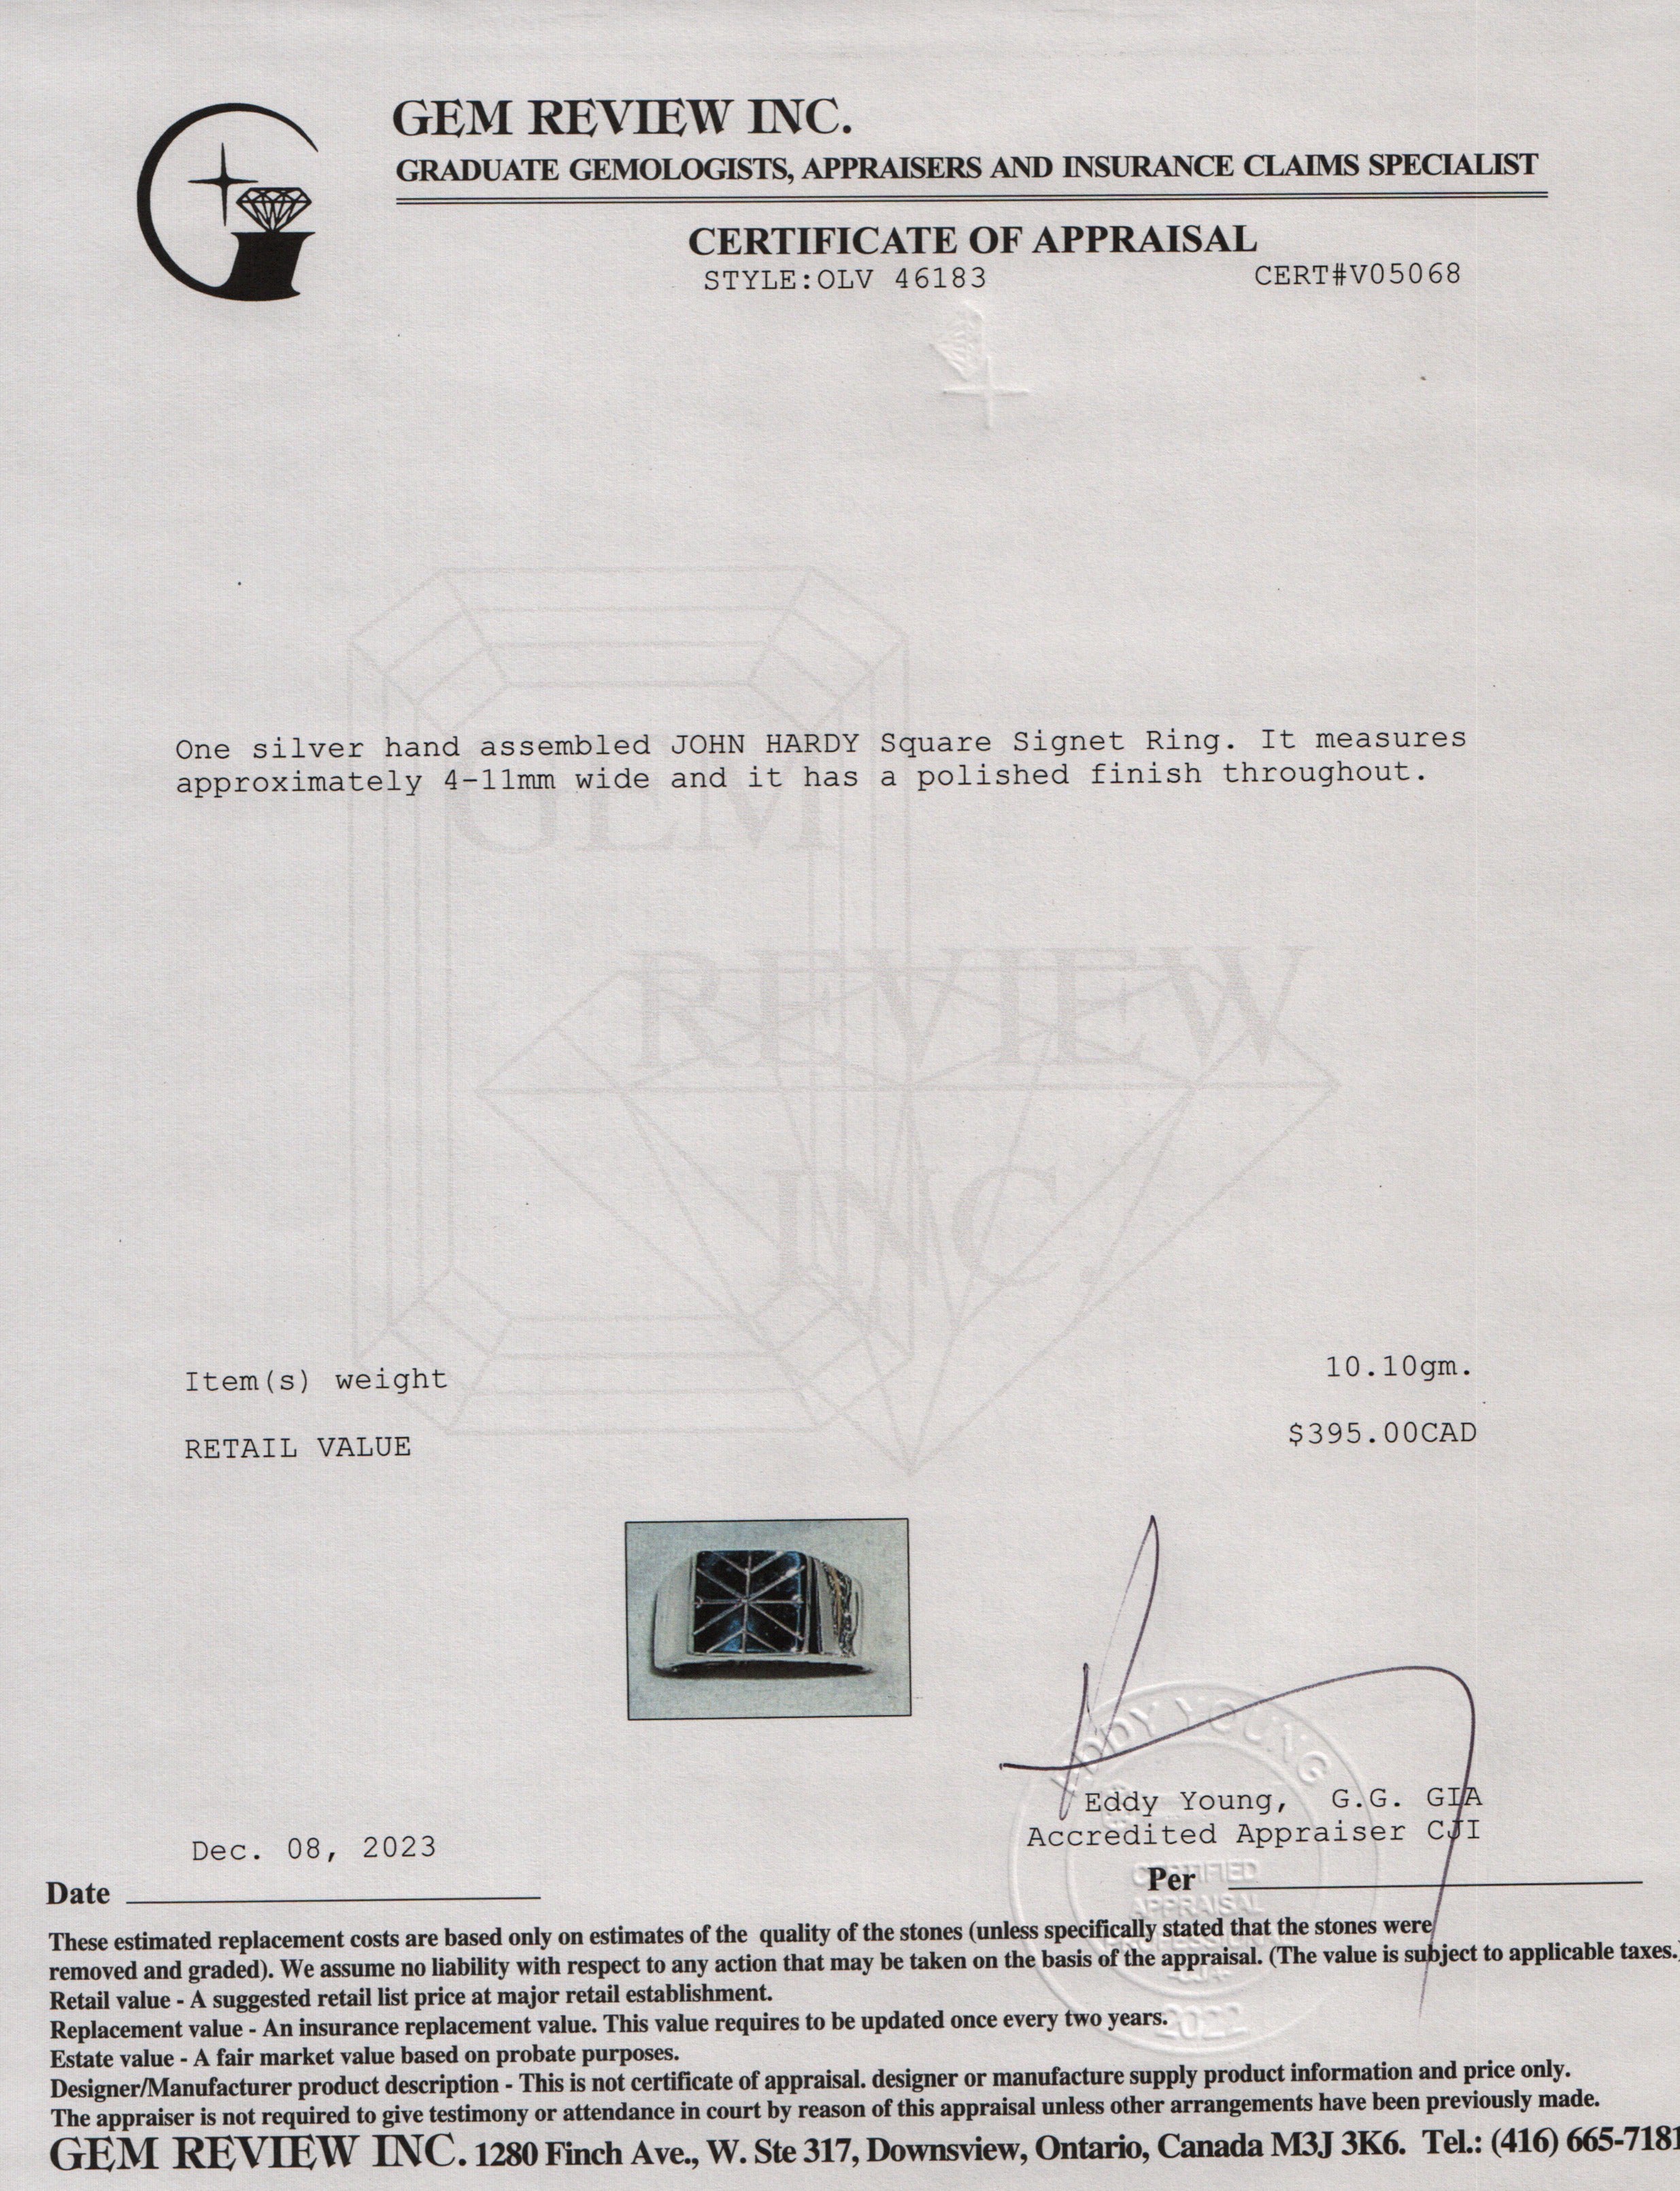 GEM REVIEW INC.
GRADUATE GEMOLOGISTS, APPRAISERS AND INSURANCE CLAIMS SPECIALIST
CERTIFICATE OF APPRAISAL
STYLE:OLV 46183 CERT#V05068
One silver hand assembled JOHN HARDY Square Signet Ring. It measures
approximately 4-11mm wide and it has a polished finish throughout.
GEM
REVIEW
INC.
Item(s) weight 10.10gm.
RETAIL VALUE $395.00CAD
EDDY YOUNG
Eddy Young, G.G. GIA
Accredited Appraiser CJI
Dec. 08, 2023
Date Per
CERTIFIED
APPRAISAL
2022
These estimated replacement costs are based only on estimates of the quality of the stones (unless specifically stated that the stones were
removed and graded). We assume no liability with respect to any action that may be taken on the basis of the appraisal. (The value is subject to applicable taxes.)
Retail value - A suggested retail list price at major retail establishment.
Replacement value - An insurance replacement value. This value requires to be updated once every two years.
Estate value - A fair market value based on probate purposes.
Designer/Manufacturer product description - This is not certificate of appraisal. designer or manufacture supply product information and price only.
The appraiser is not required to give testimony or attendance in court by reason of this appraisal unless other arrangements have been previously made.
GEM REVIEW INC. 1280 Finch Ave., W. Ste 317, Downsview, Ontario, Canada M3J 3K6. Tel.: (416) 665-7181